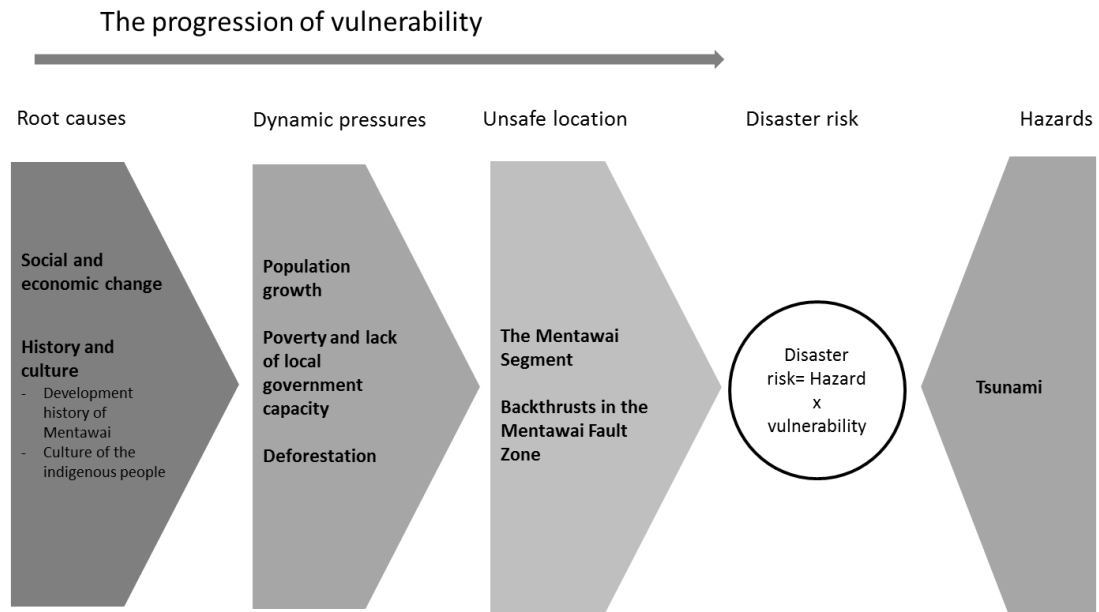 The progression of vulnerability
Root causes
Dynamic pressures
Unsafe location
Disaster risk
Hazards
Social and
economic change
History and
culture
- Development
history of
Mentawai
- Culture of the
indigenous people
Population
growth
Poverty and lack
of local
government
capacity
Deforestation
The Mentawai
Segment
Backthrusts in the
Mentawai Fault
Zone
Disaster
risk= Hazard
x
vulnerability
Tsunami